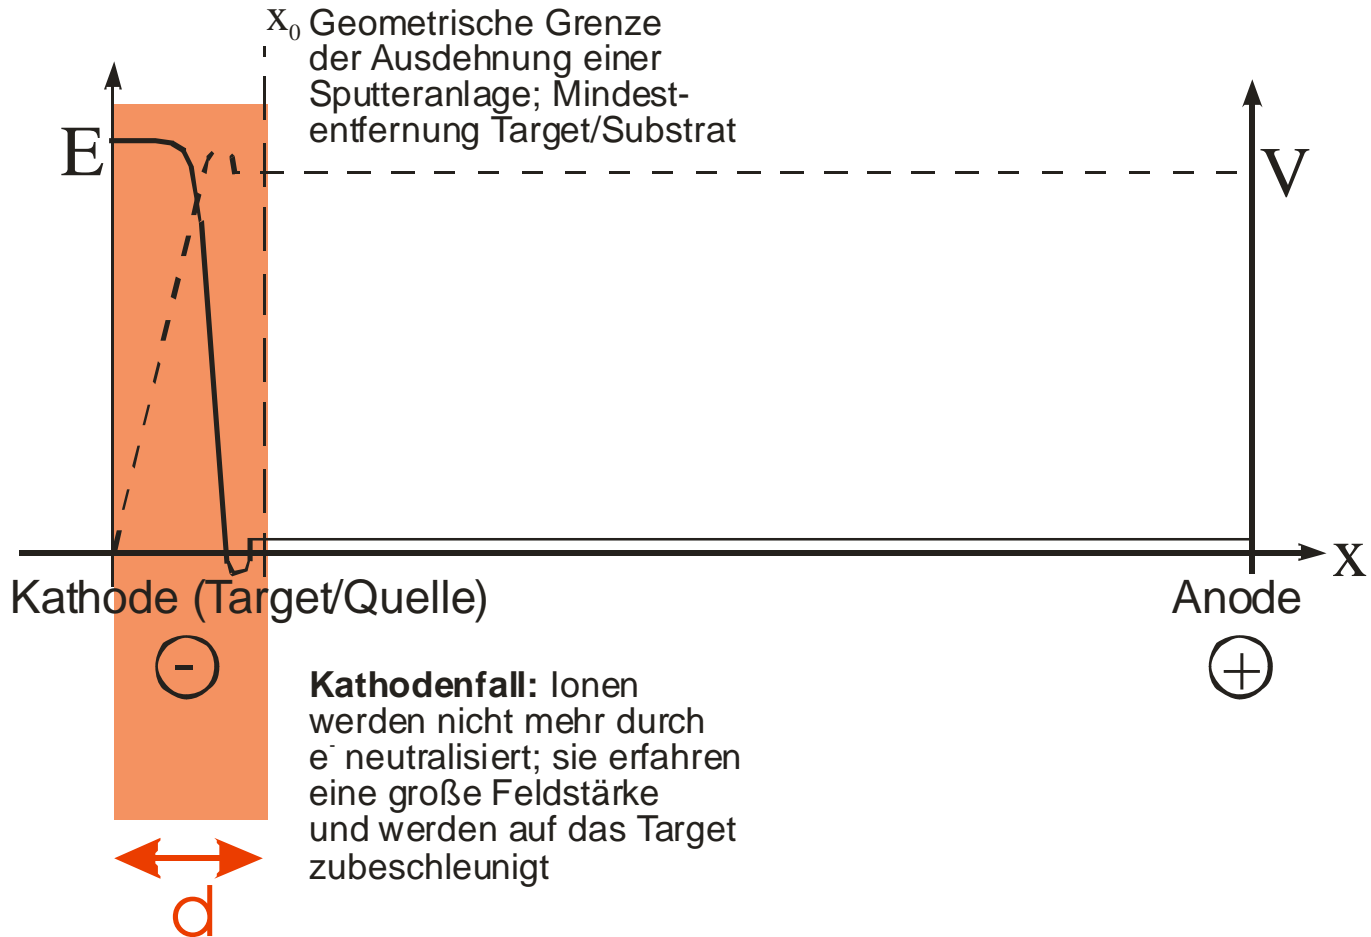 x₀ Geometrische Grenze
der Ausdehnung einer
Sputteranlage; Mindest-
entfernung Target/Substrat
E
V
x
Kathode (Target/Quelle)
Anode
-
+
Kathodenfall: Ionen
werden nicht mehr durch
e⁻ neutralisiert; sie erfahren
eine große Feldstärke
und werden auf das Target
zubeschleunigt
d